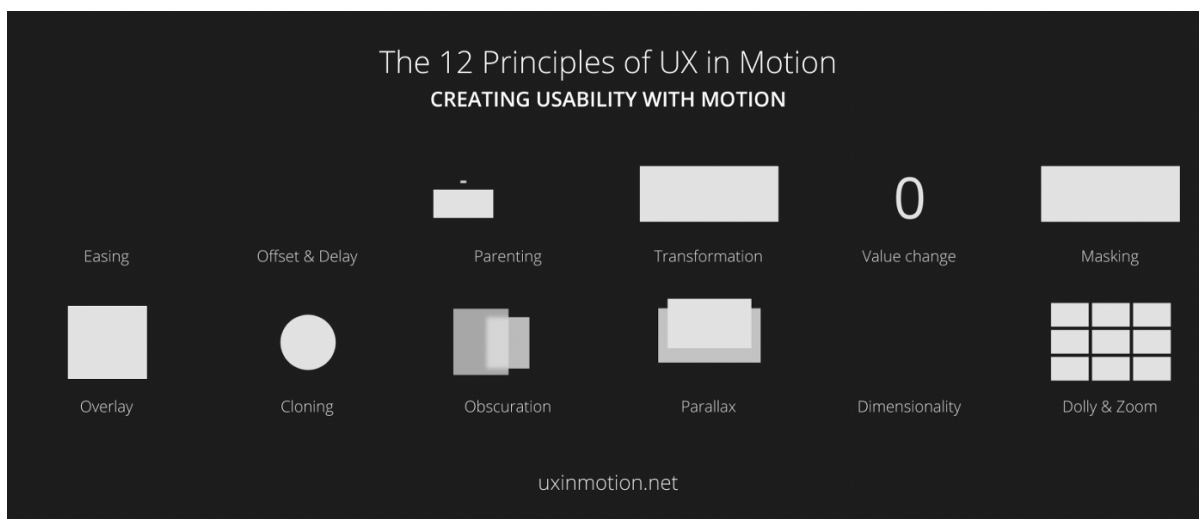 The 12 Principles of UX in Motion
CREATING USABILITY WITH MOTION
-
0
Easing
Offset & Delay
Parenting
Transformation
Value change
Masking
Overlay
Cloning
Obscuration
Parallax
Dimensionality
Dolly & Zoom
uxinmotion.net